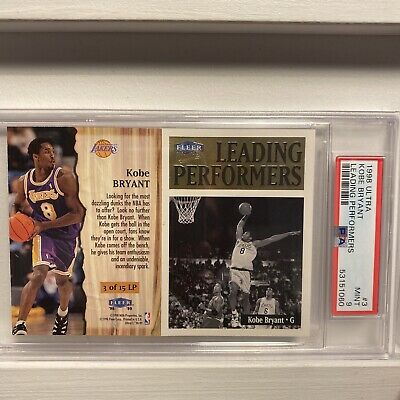 LAKERS
Kobe
BRYANT
Looking for the most
dazzling dunks the NBA has
to offer? Look no further
than Kobe Bryant. When
Kobe gets the ball in the
open court, fans know
they're in for a show. When
Kobe comes off the bench,
he gives his team enthusiasm
and an undeniable,
incendiary spark.
3 of 15 LP
FLEER
FLEER
LEADING
PERFORMERS
Kobe Bryant • G
1998 ULTRA
KOBE BRYANT
LEADING PERFORMERS
#3
MINT
9
PSA
53151060